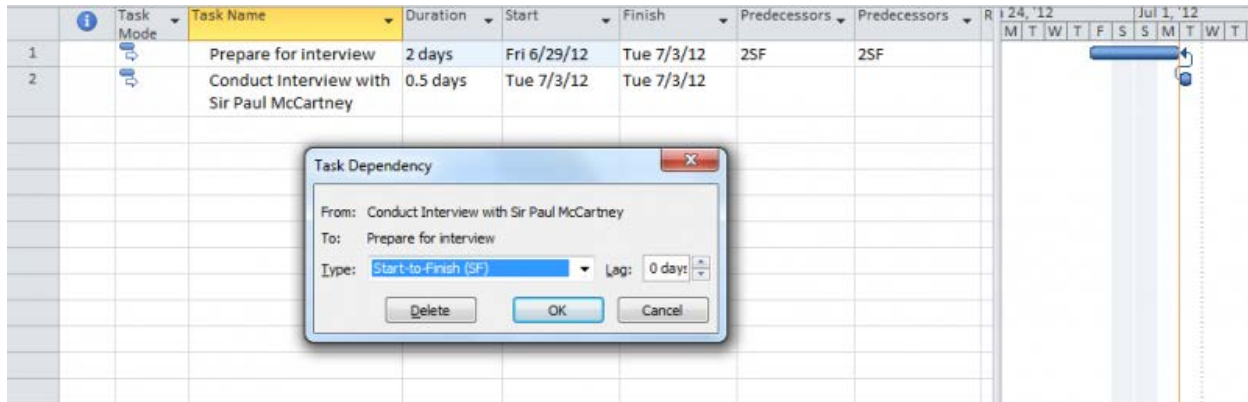 Task Mode Task Name Duration Start Finish Predecessors Predecessors R 24, '12 Jul 1, '12
M T W T F S S M T W T
1 Prepare for interview 2 days Fri 6/29/12 Tue 7/3/12 2SF 2SF
2 Conduct Interview with 0.5 days Tue 7/3/12 Tue 7/3/12
Sir Paul McCartney
Task Dependency
From: Conduct Interview with Sir Paul McCartney
To: Prepare for interview
Type: Start-to-Finish (SF) Lag: 0 days
Delete OK Cancel